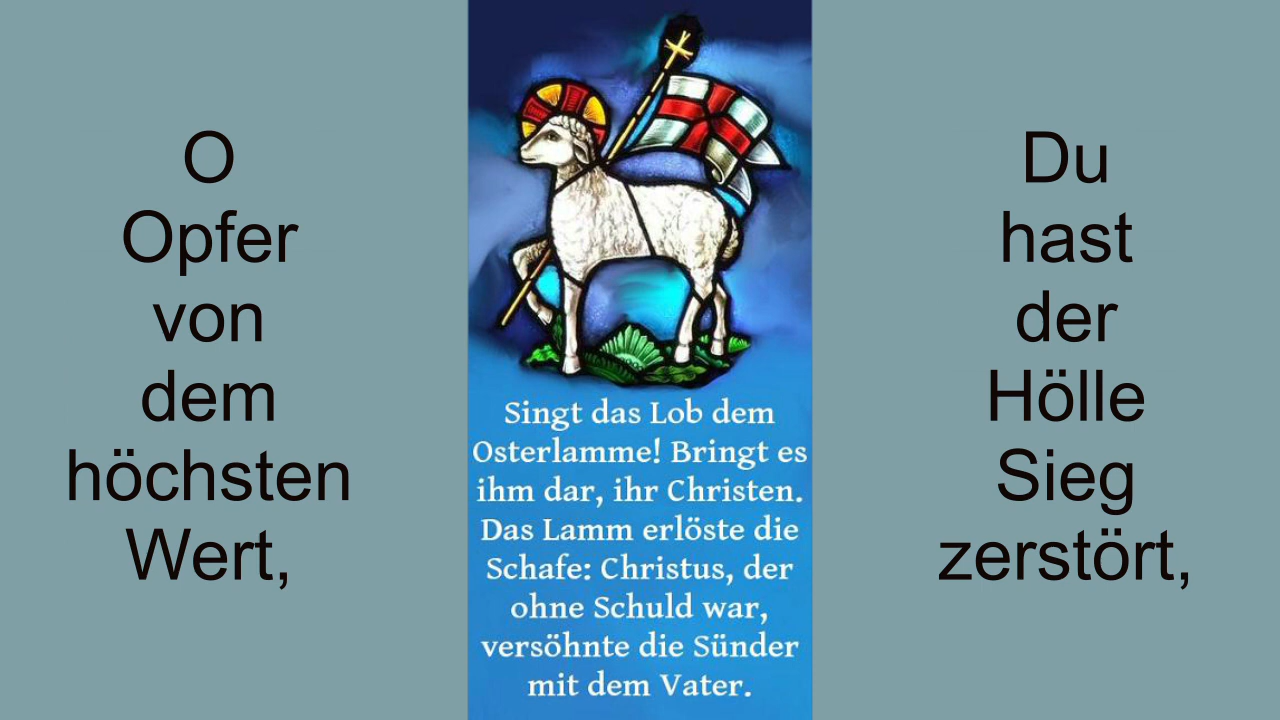 O
Opfer
von
dem
höchsten
Wert,
Singt das Lob dem
Osterlamme! Bringt es
ihm dar, ihr Christen.
Das Lamm erlöste die
Schafe: Christus, der
ohne Schuld war,
versöhnte die Sünder
mit dem Vater.
Du
hast
der
Hölle
Sieg
zerstört,